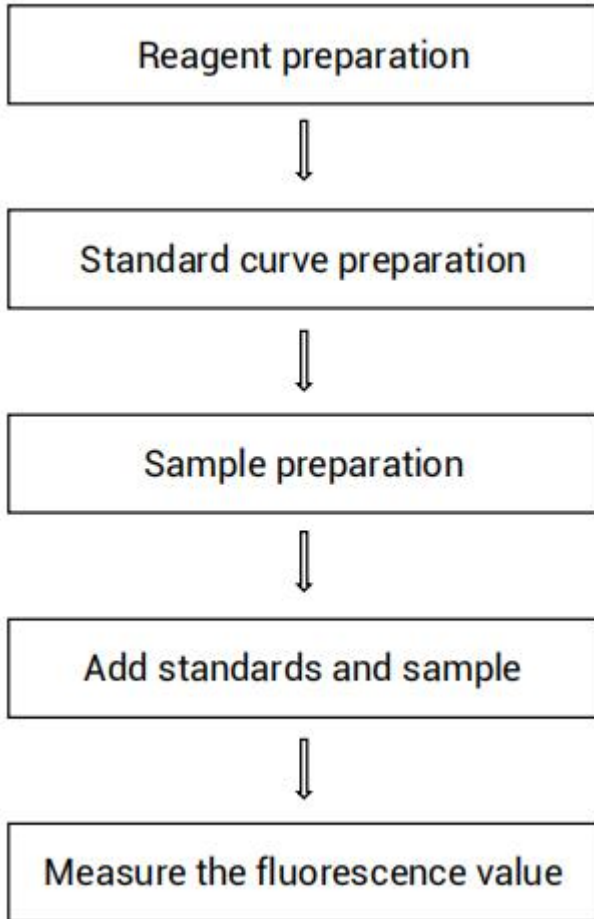 Reagent preparation
Standard curve preparation
Sample preparation
Add standards and sample
Measure the fluorescence value